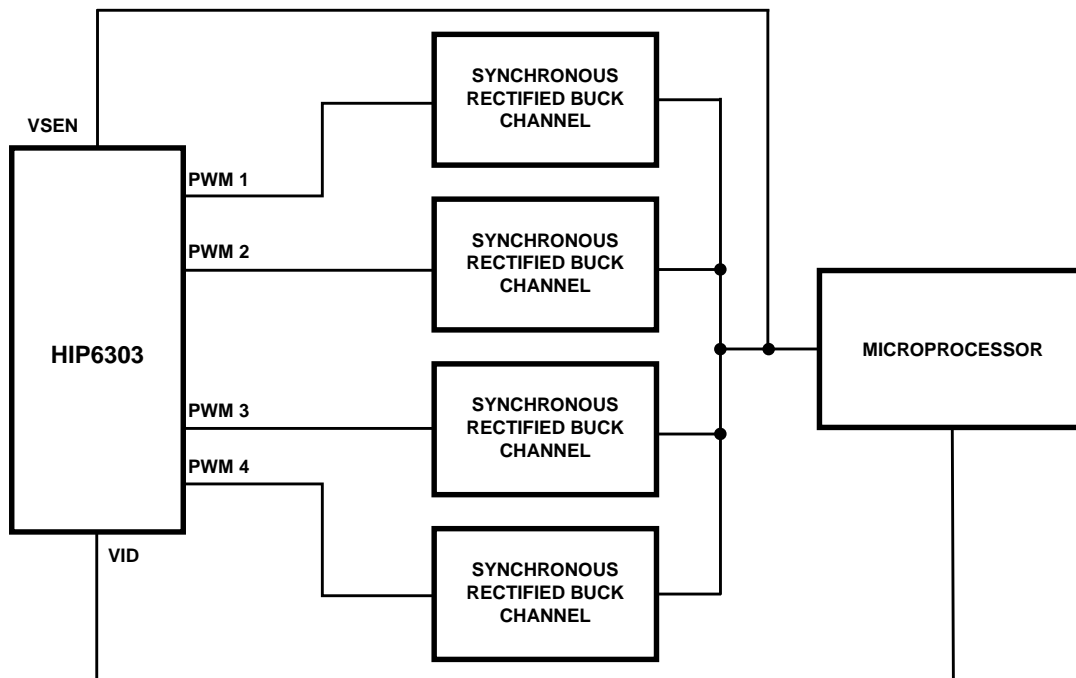 VSEN
HIP6303
PWM 1
PWM 2
PWM 3
PWM 4
VID
SYNCHRONOUS
RECTIFIED BUCK
CHANNEL
SYNCHRONOUS
RECTIFIED BUCK
CHANNEL
SYNCHRONOUS
RECTIFIED BUCK
CHANNEL
SYNCHRONOUS
RECTIFIED BUCK
CHANNEL
MICROPROCESSOR